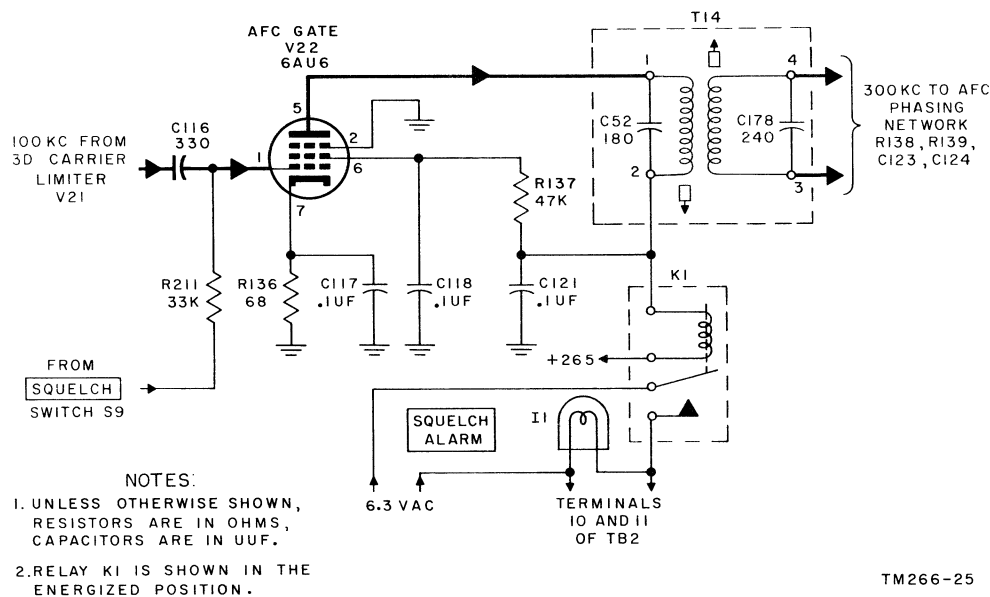 T14
AFC GATE
V22
6AU6
1
4
5
2
6
1
7
2
3
C116
330
100KC FROM
3D CARRIER
LIMITER
V21
C52
180
C178
240
300KC TO AFC
PHASING
NETWORK
R138, R139,
C123, C124
R137
47K
R211
33K
R136
68
C117
.1UF
C118
.1UF
C121
.1UF
K1
+265
FROM
SQUELCH
SWITCH S9
SQUELCH
ALARM
I1
6.3 VAC
TERMINALS
10 AND 11
OF TB2
NOTES:
1. UNLESS OTHERWISE SHOWN,
RESISTORS ARE IN OHMS,
CAPACITORS ARE IN UUF.
2. RELAY K1 IS SHOWN IN THE
ENERGIZED POSITION.
TM266-25